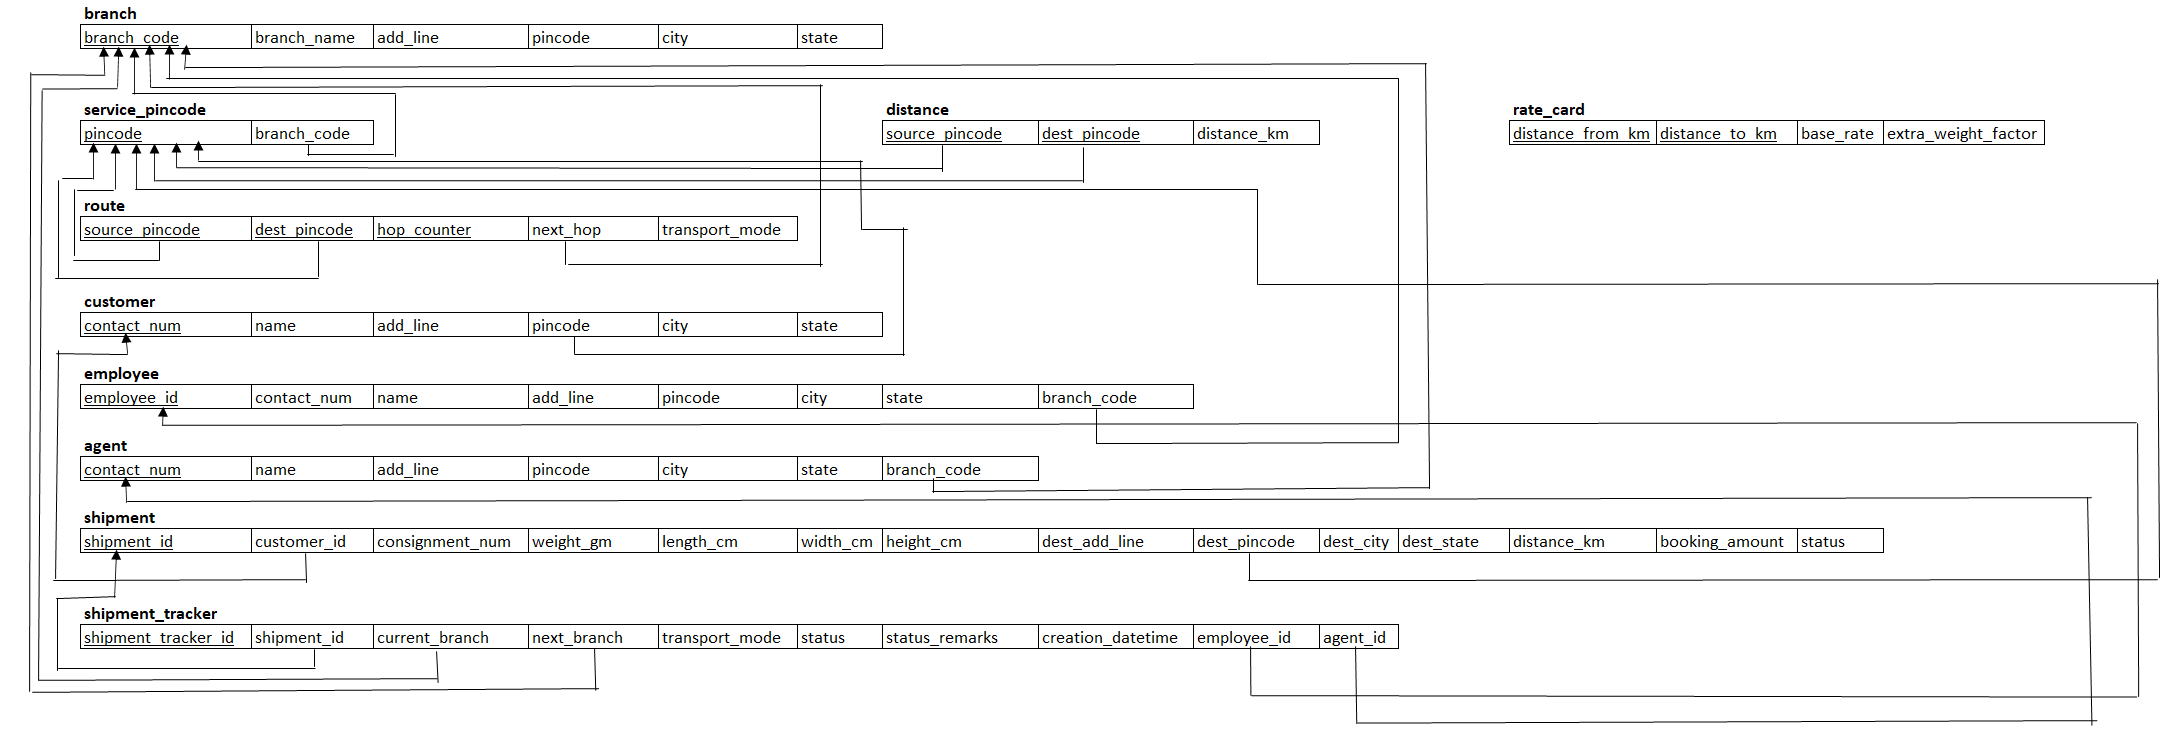 branch
branch_code branch_name add_line pincode city state
service_pincode distance rate_card
pincode branch_code source_pincode dest_pincode distance_km distance_from_km distance_to_km base_rate extra_weight_factor
route
source_pincode dest_pincode hop_counter next_hop transport_mode
customer
contact_num name add_line pincode city state
employee
employee_id contact_num name add_line pincode city state branch_code
agent
contact_num name add_line pincode city state branch_code
shipment
shipment_id customer_id consignment_num weight_gm length_cm width_cm height_cm dest_add_line dest_pincode dest_city dest_state distance_km booking_amount status
shipment_tracker
shipment_tracker_id shipment_id current_branch next_branch transport_mode status status_remarks creation_datetime employee_id agent_id